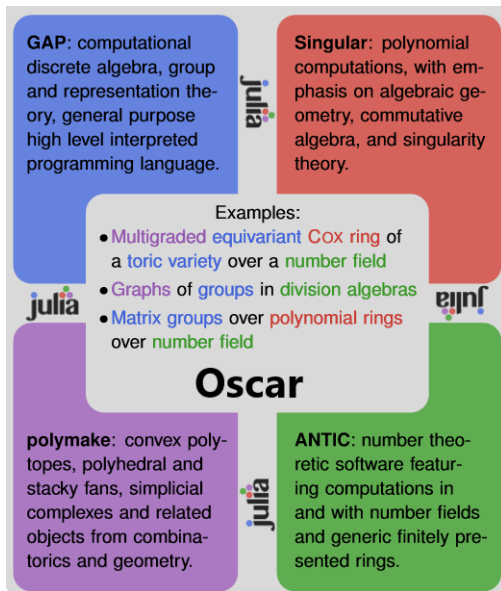 GAP: computational
discrete algebra, group
and representation the-
ory, general purpose
high level interpreted
programming language.
julia
Singular: polynomial
computations, with em-
phasis on algebraic ge-
ometry, commutative
algebra, and singularity
theory.
Examples:
• Multigraded equivariant COX ring of
a toric variety over a number field
• Graphs of groups in division algebras
• Matrix groups over polynomial rings
over number field
julia
julia
Oscar
polymake: convex poly-
topes, polyhedral and
stacky fans, simplicial
complexes and related
objects from combina-
torics and geometry.
julia
ANTIC: number theo-
retic software featur-
ing computations in
and with number fields
and generic finitely pre-
sented rings.